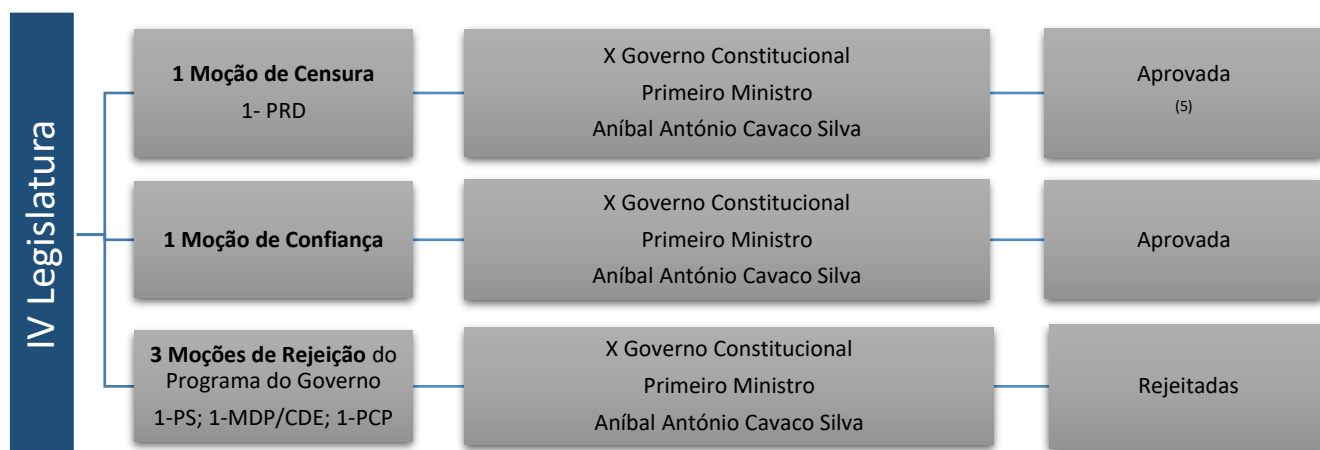 IV Legislatura
1 Moção de Censura
1- PRD
X Governo Constitucional
Primeiro Ministro
Aníbal António Cavaco Silva
Aprovada
(5)
1 Moção de Confiança
X Governo Constitucional
Primeiro Ministro
Aníbal António Cavaco Silva
Aprovada
3 Moções de Rejeição do
Programa do Governo
1-PS; 1-MDP/CDE; 1-PCP
X Governo Constitucional
Primeiro Ministro
Aníbal António Cavaco Silva
Rejeitadas